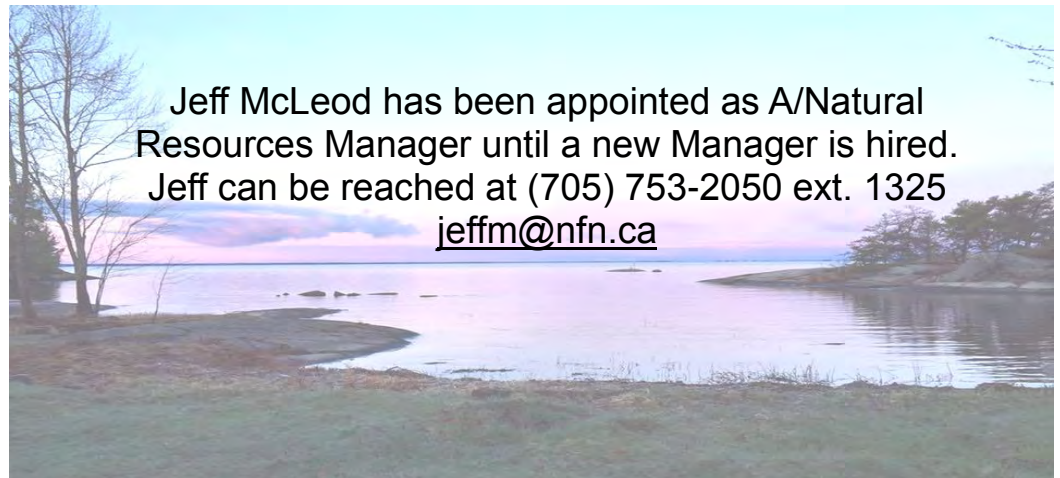 Jeff McLeod has been appointed as A/Natural
Resources Manager until a new Manager is hired.
Jeff can be reached at (705) 753-2050 ext. 1325
jeffm@nfn.ca